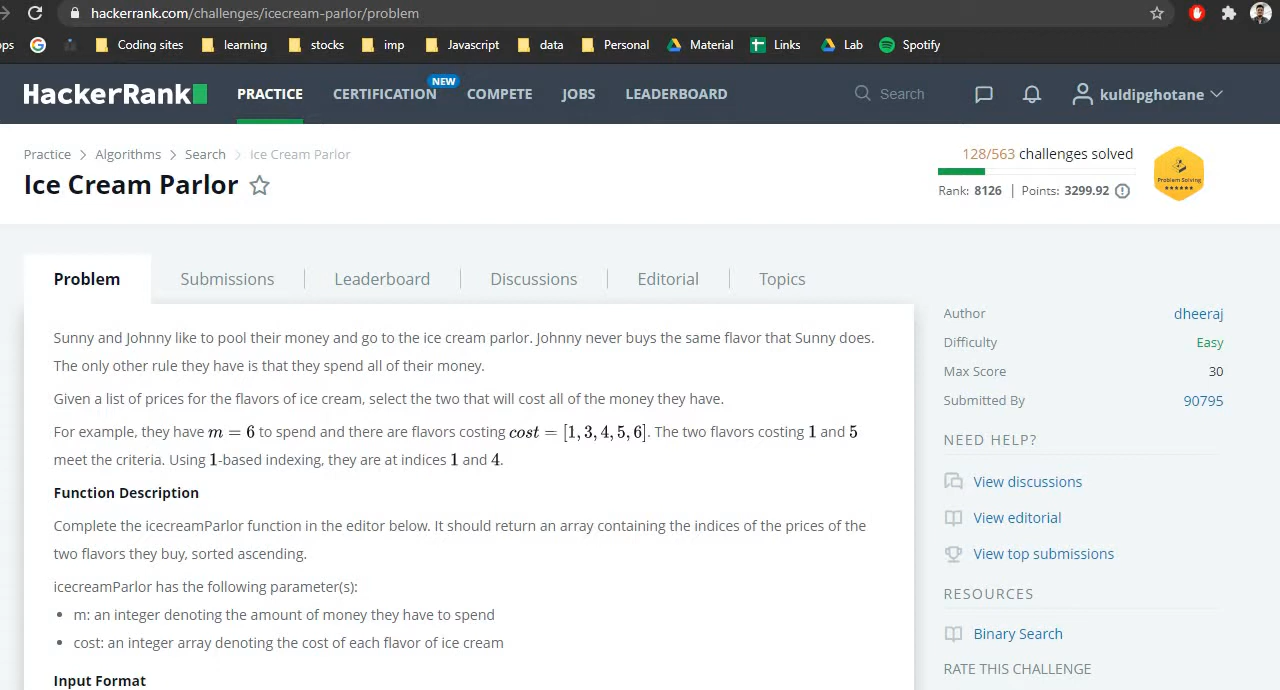 hackerrank.com/challenges/icecream-parlor/problem
ps Coding sites learning stocks imp Javascript data Personal Material Links Lab Spotify
HackerRank PRACTICE CERTIFICATION NEW COMPETE JOBS LEADERBOARD Search kuldipghotane
Practice > Algorithms > Search > Ice Cream Parlor
Ice Cream Parlor
128/563 challenges solved
Rank: 8126 | Points: 3299.92
Problem Solving
Problem Submissions Leaderboard Discussions Editorial Topics
Sunny and Johnny like to pool their money and go to the ice cream parlor. Johnny never buys the same flavor that Sunny does.
The only other rule they have is that they spend all of their money.
Given a list of prices for the flavors of ice cream, select the two that will cost all of the money they have.
For example, they have m = 6 to spend and there are flavors costing cost = [1, 3, 4, 5, 6]. The two flavors costing 1 and 5
meet the criteria. Using 1-based indexing, they are at indices 1 and 4.
Function Description
Complete the icecreamParlor function in the editor below. It should return an array containing the indices of the prices of the
two flavors they buy, sorted ascending.
icecreamParlor has the following parameter(s):
• m: an integer denoting the amount of money they have to spend
• cost: an integer array denoting the cost of each flavor of ice cream
Input Format
Author dheeraj
Difficulty Easy
Max Score 30
Submitted By 90795
NEED HELP?
View discussions
View editorial
View top submissions
RESOURCES
Binary Search
RATE THIS CHALLENGE